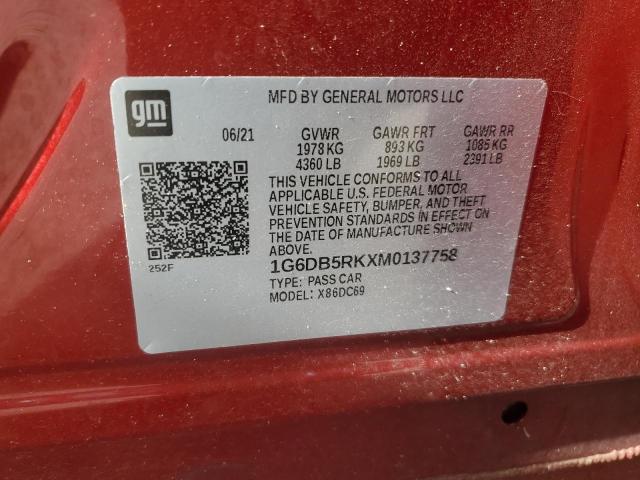 gm
MFD BY GENERAL MOTORS LLC
06/21 GVWR GAWR FRT GAWR RR
1978 KG 893 KG 1085 KG
4360 LB 1969 LB 2391 LB
THIS VEHICLE CONFORMS TO ALL
APPLICABLE U.S. FEDERAL MOTOR
VEHICLE SAFETY, BUMPER, AND THEFT
PREVENTION STANDARDS IN EFFECT ON
THE DATE OF MANUFACTURE SHOWN
ABOVE.
252F
1G6DB5RKXM0137758
TYPE: PASS CAR
MODEL: X86DC69